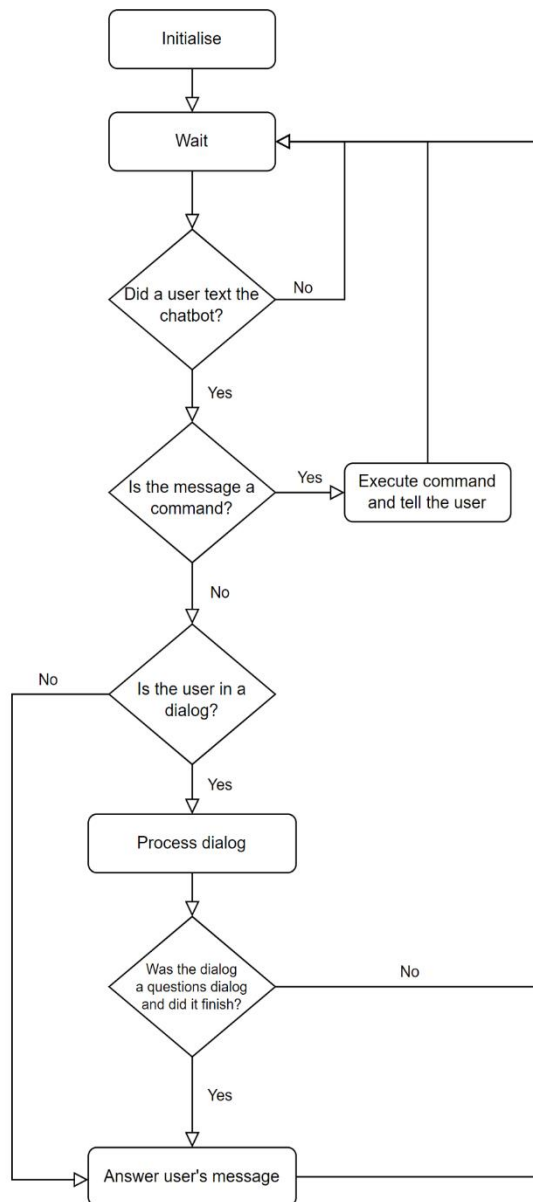 Initialise
Wait
Did a user text the
chatbot?
No
Yes
Is the message a
command?
Yes
Execute command
and tell the user
No
Is the user in a
dialog?
No
Yes
Process dialog
Was the dialog
a questions dialog
and did it finish?
No
Yes
Answer user's message